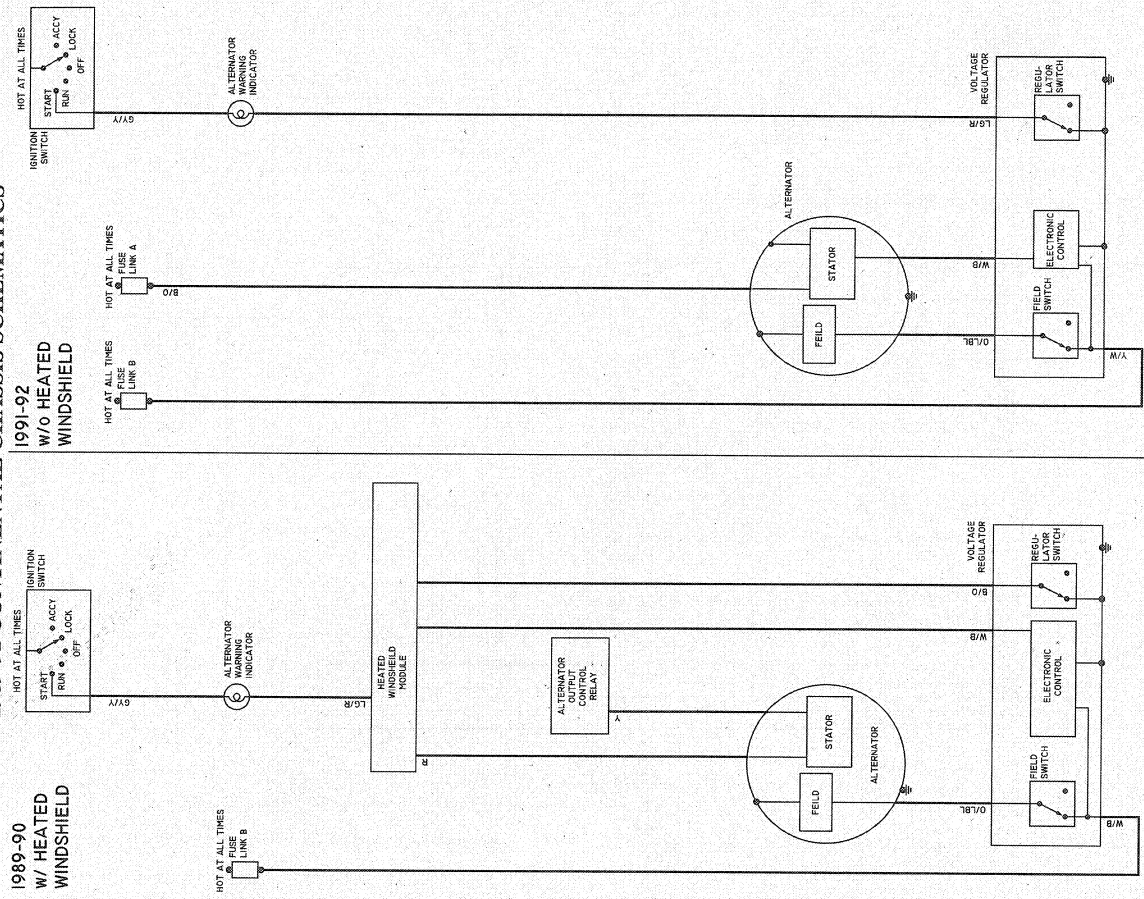 1989-90
W/ HEATED
WINDSHIELD
HOT AT ALL TIMES
IGNITION
SWITCH
START
RUN
ACCY
LOCK
OFF
GY/Y
ALTERNATOR
WARNING
INDICATOR
LG/R
HEATED
WINDSHEILD
MODULE
HOT AT ALL TIMES
FUSE
LINK B
R
ALTERNATOR
OUTPUT
CONTROL
RELAY
Y
W/B
B/O
STATOR
FEILD
ALTERNATOR
O/LBL
VOLTAGE
REGULATOR
REGU-
LATOR
SWITCH
ELECTRONIC
CONTROL
FIELD
SWITCH
W/B
1991-92
W/O HEATED
WINDSHIELD
HOT AT ALL TIMES
IGNITION
SWITCH
START
RUN
ACCY
LOCK
OFF
GY/Y
ALTERNATOR
WARNING
INDICATOR
HOT AT ALL TIMES
FUSE
LINK B
HOT AT ALL TIMES
FUSE
LINK A
B/O
ALTERNATOR
STATOR
FEILD
O/LBL
W/B
LG/R
VOLTAGE
REGULATOR
REGU-
LATOR
SWITCH
ELECTRONIC
CONTROL
FIELD
SWITCH
Y/W